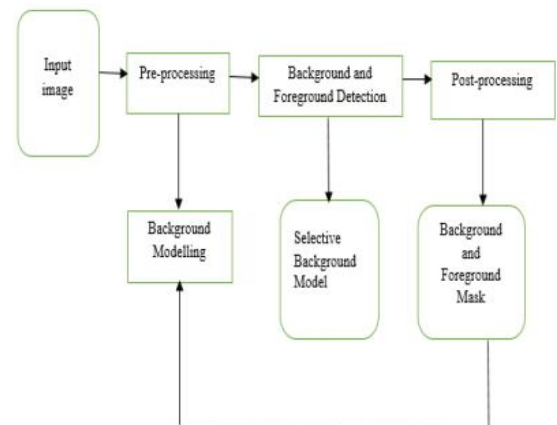 Input
image
Pre-processing
Background and
Foreground Detection
Post-processing
Background
Modelling
Selective
Background
Model
Background
and
Foreground
Mask